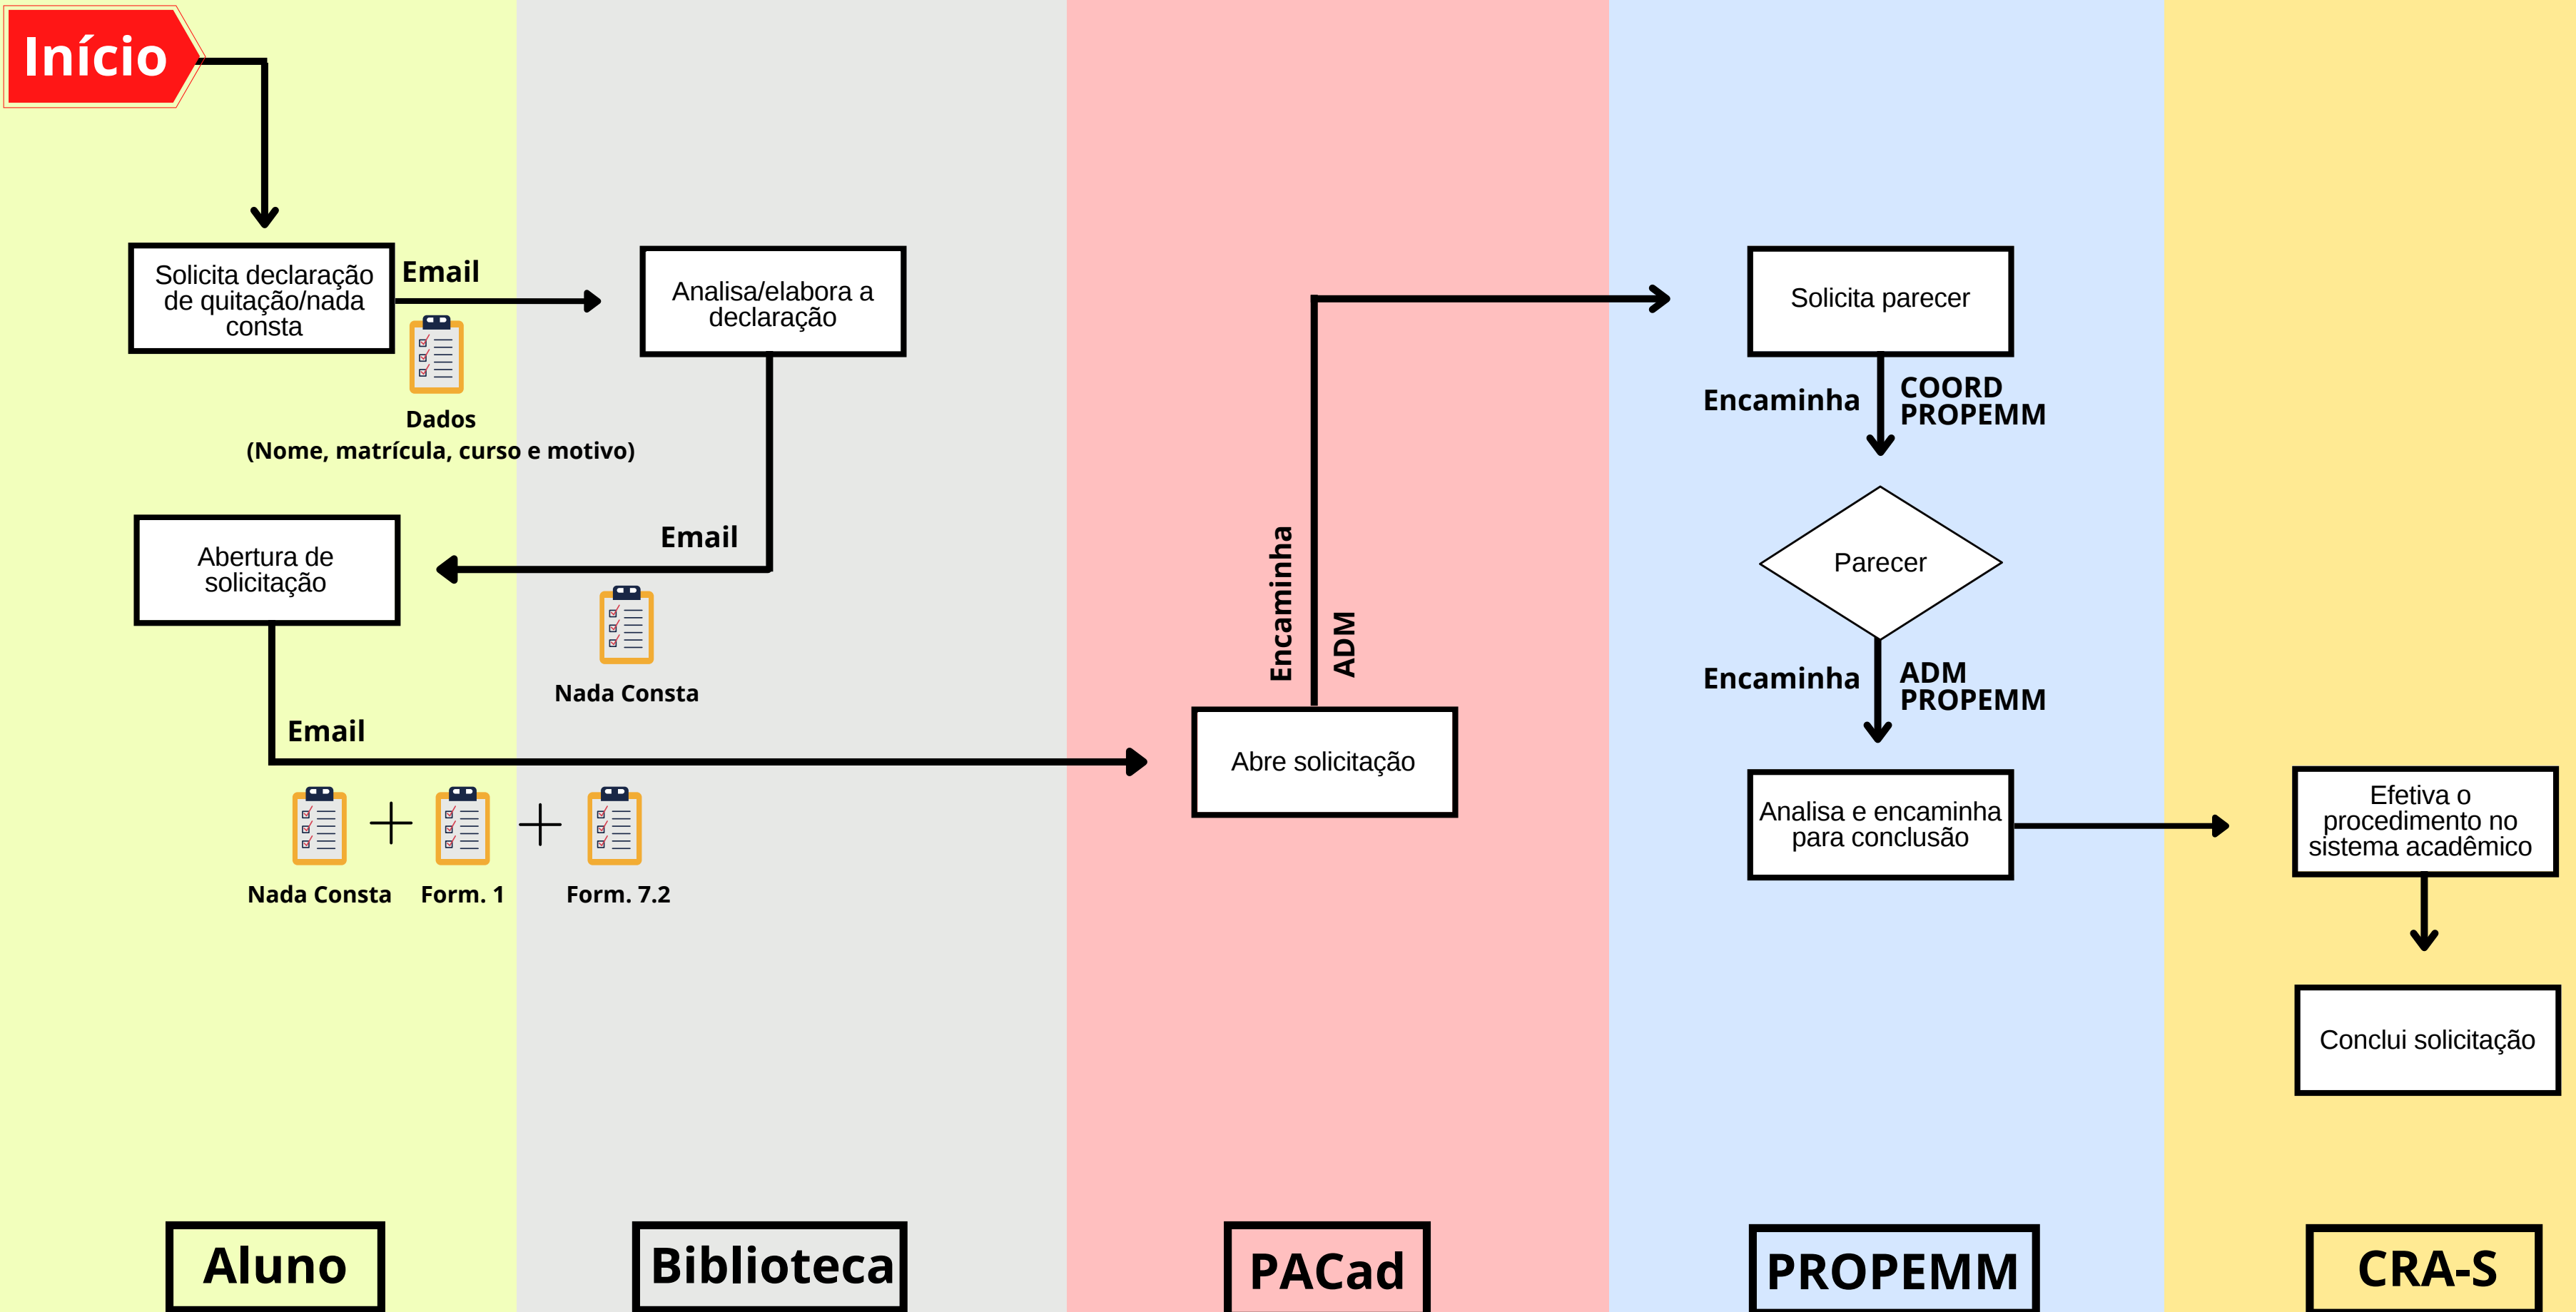 Início
Solicita declaração
de quitação/nada
consta
Email
Dados
(Nome, matrícula, curso e motivo)
Analisa/elabora a
declaração
Email
Nada Consta
Abertura de
solicitação
Email
Nada Consta
Form. 1
Form. 7.2
Abre solicitação
Encaminha
ADM
Solicita parecer
Encaminha
COORD
PROPEMM
Parecer
Encaminha
ADM
PROPEMM
Analisa e encaminha
para conclusão
Efetiva o
procedimento no
sistema acadêmico
Conclui solicitação
Aluno
Biblioteca
PACad
PROPEMM
CRA-S